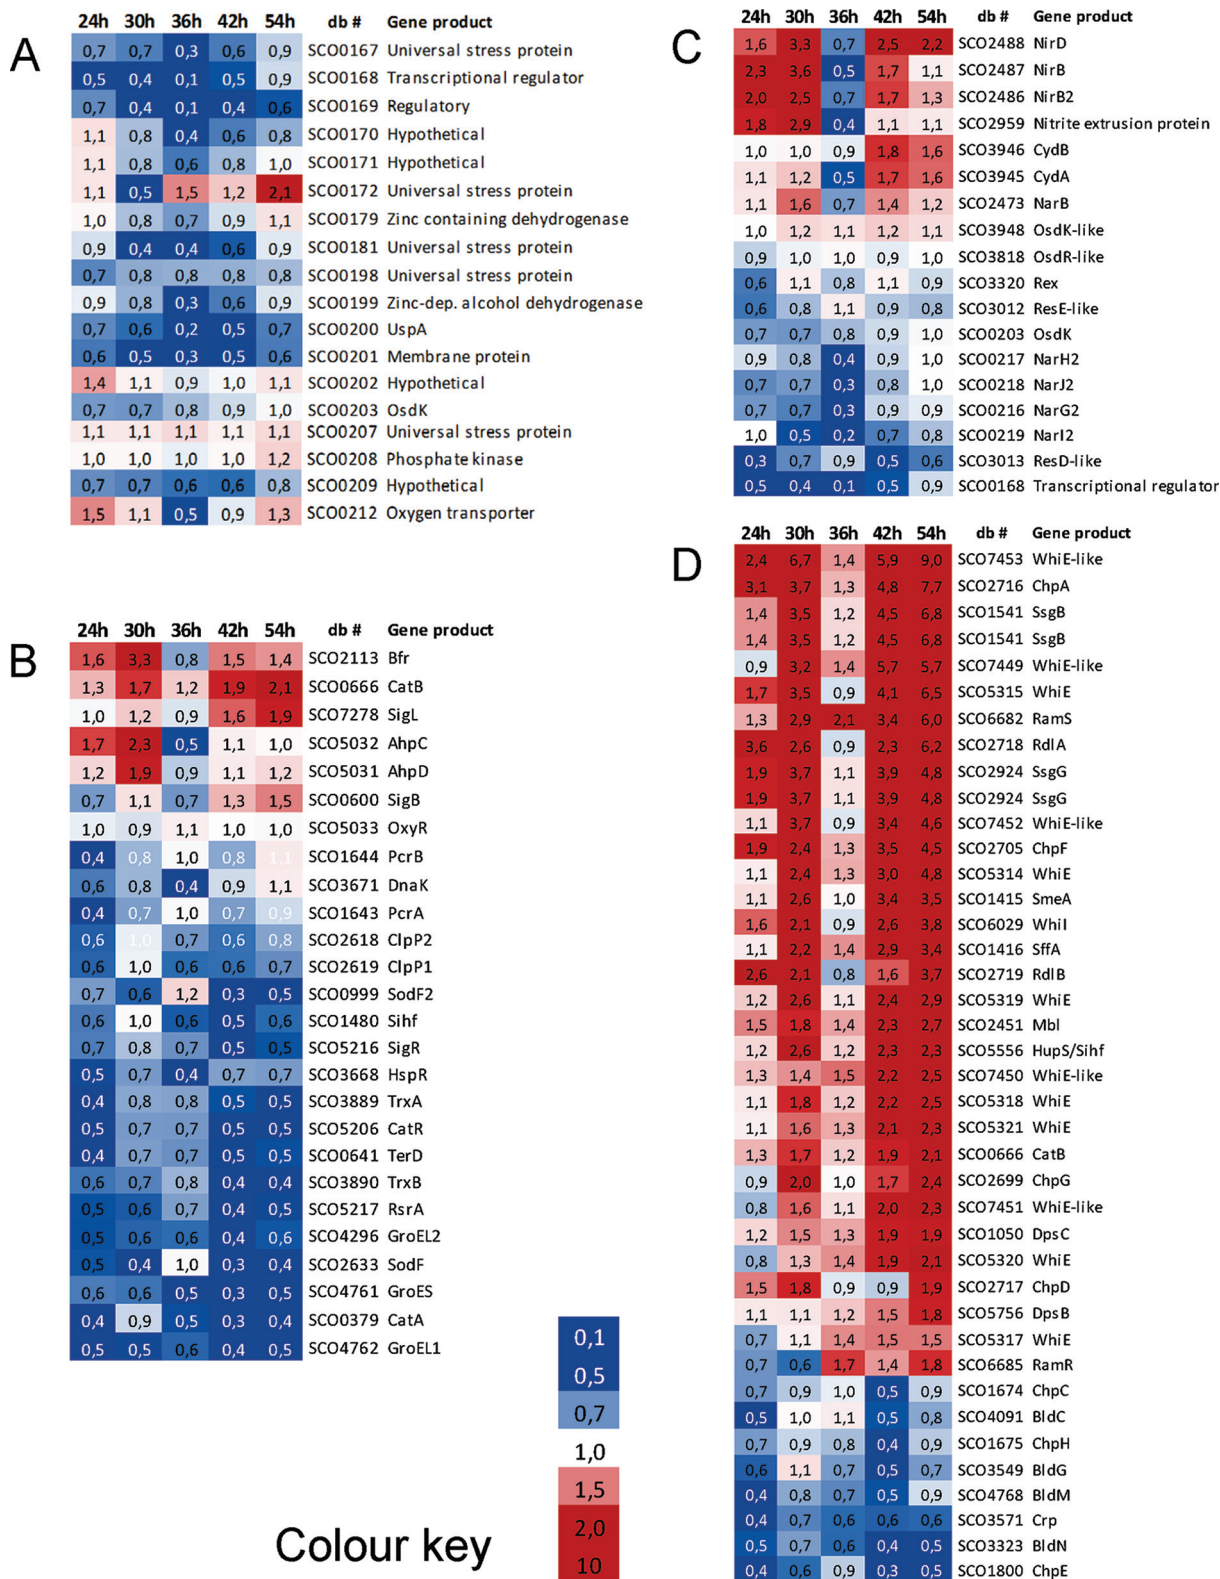 A
24h 30h 36h 42h 54h db # Gene product
0,7 0,7 0,3 0,6 0,9 SCO0167 Universal stress protein
0,5 0,4 0,1 0,5 0,9 SCO0168 Transcriptional regulator
0,7 0,4 0,1 0,4 0,6 SCO0169 Regulatory
1,1 0,8 0,4 0,6 0,8 SCO0170 Hypothetical
1,1 0,8 0,6 0,8 1,0 SCO0171 Hypothetical
1,1 0,5 1,5 1,2 2,1 SCO0172 Universal stress protein
1,0 0,8 0,7 0,9 1,1 SCO0179 Zinc containing dehydrogenase
0,9 0,4 0,4 0,6 0,9 SCO0181 Universal stress protein
0,7 0,8 0,8 0,8 0,8 SCO0198 Universal stress protein
0,9 0,8 0,3 0,6 0,9 SCO0199 Zinc-dep. alcohol dehydrogenase
0,7 0,6 0,2 0,5 0,7 SCO0200 UspA
0,6 0,5 0,3 0,5 0,6 SCO0201 Membrane protein
1,4 1,1 0,9 1,0 1,1 SCO0202 Hypothetical
0,7 0,7 0,8 0,9 1,0 SCO0203 OsdK
1,1 1,1 1,1 1,1 1,1 SCO0207 Universal stress protein
1,0 1,0 1,0 1,0 1,2 SCO0208 Phosphate kinase
0,7 0,7 0,6 0,6 0,8 SCO0209 Hypothetical
1,5 1,1 0,5 0,9 1,3 SCO0212 Oxygen transporter
B
24h 30h 36h 42h 54h db # Gene product
1,6 3,3 0,8 1,5 1,4 SCO2113 Bfr
1,3 1,7 1,2 1,9 2,1 SCO0666 CatB
1,0 1,2 0,9 1,6 1,9 SCO7278 SigL
1,7 2,3 0,5 1,1 1,0 SCO5032 AhpC
1,2 1,9 0,9 1,1 1,2 SCO5031 AhpD
0,7 1,1 0,7 1,3 1,5 SCO0600 SigB
1,0 0,9 1,1 1,0 1,0 SCO5033 OxyR
0,4 0,8 1,0 0,8 1,1 SCO1644 PcrB
0,6 0,8 0,4 0,9 1,1 SCO3671 DnaK
0,4 0,7 1,0 0,7 0,9 SCO1643 PcrA
0,6 1,0 0,7 0,6 0,8 SCO2618 ClpP2
0,6 1,0 0,6 0,6 0,7 SCO2619 ClpP1
0,7 0,6 1,2 0,3 0,5 SCO0999 SodF2
0,6 1,0 0,6 0,5 0,6 SCO1480 Sihf
0,7 0,8 0,7 0,5 0,5 SCO5216 SigR
0,5 0,7 0,4 0,7 0,7 SCO3668 HspR
0,4 0,8 0,8 0,5 0,5 SCO3889 TrxA
0,5 0,7 0,7 0,5 0,5 SCO5206 CatR
0,4 0,7 0,7 0,5 0,5 SCO0641 TerD
0,6 0,7 0,8 0,4 0,4 SCO3890 TrxB
0,5 0,6 0,7 0,4 0,5 SCO5217 RsrA
0,5 0,6 0,6 0,4 0,6 SCO4296 GroEL2
0,5 0,4 1,0 0,3 0,4 SCO2633 SodF
0,6 0,6 0,5 0,3 0,5 SCO4761 GroES
0,4 0,9 0,5 0,3 0,4 SCO0379 CatA
0,5 0,5 0,6 0,4 0,5 SCO4762 GroEL1
Colour key
0,1
0,5
0,7
1,0
1,5
2,0
10
C
24h 30h 36h 42h 54h db # Gene product
1,6 3,3 0,7 2,5 2,2 SCO2488 NirD
2,3 3,6 0,5 1,7 1,1 SCO2487 NirB
2,0 2,5 0,7 1,7 1,3 SCO2486 NirB2
1,8 2,9 0,4 1,1 1,1 SCO2959 Nitrite extrusion protein
1,0 1,0 0,9 1,8 1,6 SCO3946 CydB
1,1 1,2 0,5 1,7 1,6 SCO3945 CydA
1,1 1,6 0,7 1,4 1,2 SCO2473 NarB
1,0 1,2 1,1 1,2 1,1 SCO3948 OsdK-like
0,9 1,0 1,0 0,9 1,0 SCO3818 OsdR-like
0,6 1,1 0,8 1,1 0,9 SCO3320 Rex
0,6 0,8 1,1 0,9 0,8 SCO3012 ResE-like
0,7 0,7 0,8 0,9 1,0 SCO0203 OsdK
0,9 0,8 0,4 0,9 1,0 SCO0217 NarH2
0,7 0,7 0,3 0,8 1,0 SCO0218 NarJ2
0,7 0,7 0,3 0,9 0,9 SCO0216 NarG2
1,0 0,5 0,2 0,7 0,8 SCO0219 NarI2
0,3 0,7 0,9 0,5 0,6 SCO3013 ResD-like
0,5 0,4 0,1 0,5 0,9 SCO0168 Transcriptional regulator
D
24h 30h 36h 42h 54h db # Gene product
2,4 6,7 1,4 5,9 9,0 SCO7453 WhiE-like
3,1 3,7 1,3 4,8 7,7 SCO2716 ChpA
1,4 3,5 1,2 4,5 6,8 SCO1541 SsgB
1,4 3,5 1,2 4,5 6,8 SCO1541 SsgB
0,9 3,2 1,4 5,7 5,7 SCO7449 WhiE-like
1,7 3,5 0,9 4,1 6,5 SCO5315 WhiE
1,3 2,9 2,1 3,4 6,0 SCO6682 RamS
3,6 2,6 0,9 2,3 6,2 SCO2718 RdlA
1,9 3,7 1,1 3,9 4,8 SCO2924 SsgG
1,9 3,7 1,1 3,9 4,8 SCO2924 SsgG
1,1 3,7 0,9 3,4 4,6 SCO7452 WhiE-like
1,9 2,4 1,3 3,5 4,5 SCO2705 ChpF
1,1 2,4 1,3 3,0 4,8 SCO5314 WhiE
1,1 2,6 1,0 3,4 3,5 SCO1415 SmeA
1,6 2,1 0,9 2,6 3,8 SCO6029 WhiI
1,1 2,2 1,4 2,9 3,4 SCO1416 SffA
2,6 2,1 0,8 1,6 3,7 SCO2719 RdlB
1,2 2,6 1,1 2,4 2,9 SCO5319 WhiE
1,5 1,8 1,4 2,3 2,7 SCO2451 Mbl
1,2 2,6 1,2 2,3 2,3 SCO5556 HupS/Sihf
1,3 1,4 1,5 2,2 2,5 SCO7450 WhiE-like
1,1 1,8 1,2 2,2 2,5 SCO5318 WhiE
1,1 1,6 1,3 2,1 2,3 SCO5321 WhiE
1,3 1,7 1,2 1,9 2,1 SCO0666 CatB
0,9 2,0 1,0 1,7 2,4 SCO2699 ChpG
0,8 1,6 1,1 2,0 2,3 SCO7451 WhiE-like
1,2 1,5 1,3 1,9 1,9 SCO1050 DpsC
0,8 1,3 1,4 1,9 2,1 SCO5320 WhiE
1,5 1,8 0,9 0,9 1,9 SCO2717 ChpD
1,1 1,1 1,2 1,5 1,8 SCO5756 DpsB
0,7 1,1 1,4 1,5 1,5 SCO5317 WhiE
0,7 0,6 1,7 1,4 1,8 SCO6685 RamR
0,7 0,9 1,0 0,5 0,9 SCO1674 ChpC
0,5 1,0 1,1 0,5 0,8 SCO4091 BldC
0,7 0,9 0,8 0,4 0,9 SCO1675 ChpH
0,6 1,1 0,7 0,5 0,7 SCO3549 BldG
0,4 0,8 0,7 0,5 0,9 SCO4768 BldM
0,4 0,7 0,6 0,6 0,6 SCO3571 Crp
0,5 0,7 0,6 0,4 0,5 SCO3323 BldN
0,4 0,6 0,9 0,3 0,5 SCO1800 ChpE